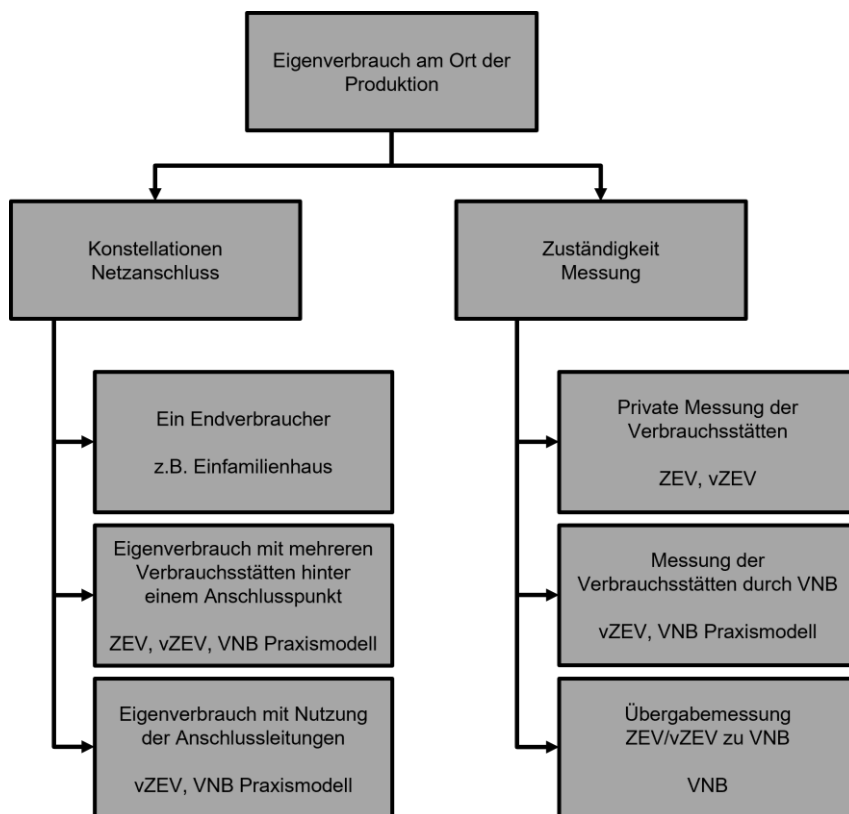 Eigenverbrauch am Ort der
Produktion
Konstellationen
Netzanschluss
Zuständigkeit
Messung
Ein Endverbraucher
z.B. Einfamilienhaus
Eigenverbrauch mit mehreren
Verbrauchsstätten hinter
einem Anschlusspunkt
ZEV, vZEV, VNB Praxismodell
Eigenverbrauch mit Nutzung
der Anschlussleitungen
vZEV, VNB Praxismodell
Private Messung der
Verbrauchsstätten
ZEV, vZEV
Messung der
Verbrauchsstätten durch VNB
vZEV, VNB Praxismodell
Übergabemessung
ZEV/vZEV zu VNB
VNB